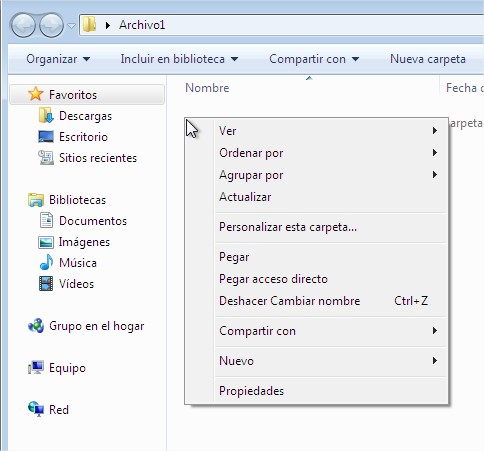 Archivo1
Organizar Incluir en biblioteca Compartir con Nueva carpeta
Nombre Fecha
Favoritos
Descargas
Escritorio
Sitios recientes
Bibliotecas
Documentos
Imágenes
Música
Vídeos
Grupo en el hogar
Equipo
Red
arpeta
Ver
Ordenar por
Agrupar por
Actualizar
Personalizar esta carpeta...
Pegar
Pegar acceso directo
Deshacer Cambiar nombre Ctrl+Z
Compartir con
Nuevo
Propiedades